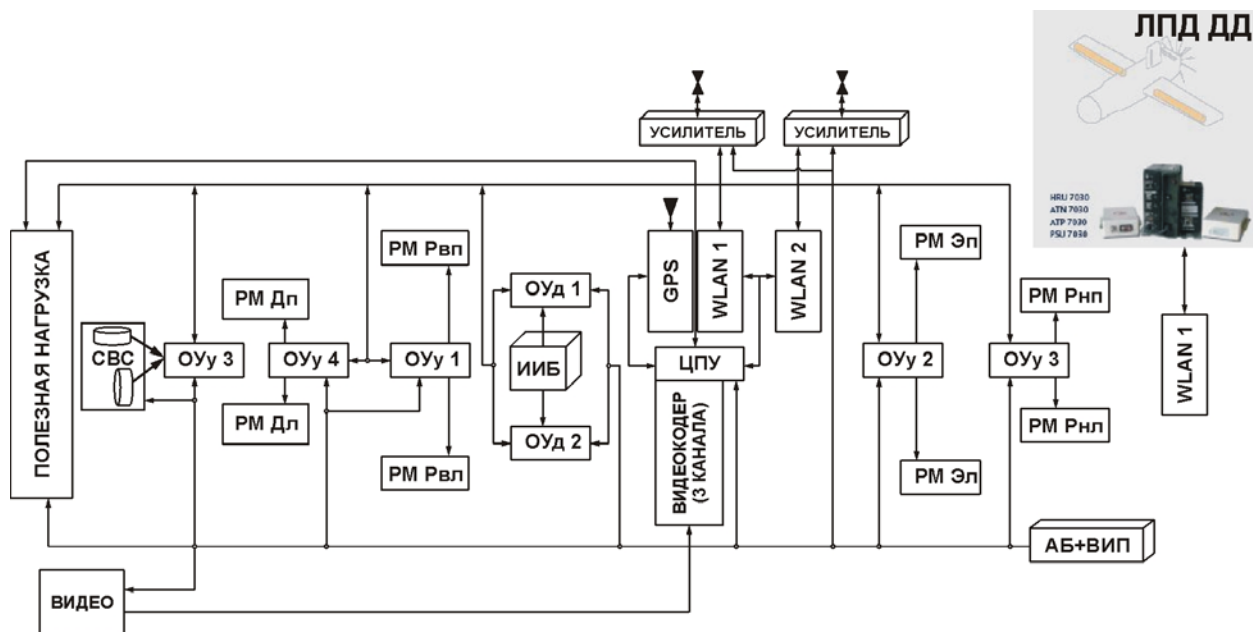 ЛПД ДД
УСИЛИТЕЛЬ
УСИЛИТЕЛЬ
HRU 7030
ATN 7030
ATP 7030
PSU 7030
ПОЛЕЗНАЯ НАГРУЗКА
СВС
ОУу 3
РМ Дп
ОУу 4
РМ Дл
РМ Рвп
ОУу 1
РМ Рвл
ОУд 1
ИИБ
ОУд 2
GPS
WLAN 1
WLAN 2
ЦПУ
ВИДЕОКОДЕР
(3 КАНАЛА)
РМ Эп
ОУу 2
РМ Эл
РМ Рнп
ОУу 3
РМ Рнл
WLAN 1
АБ+ВИП
ВИДЕО